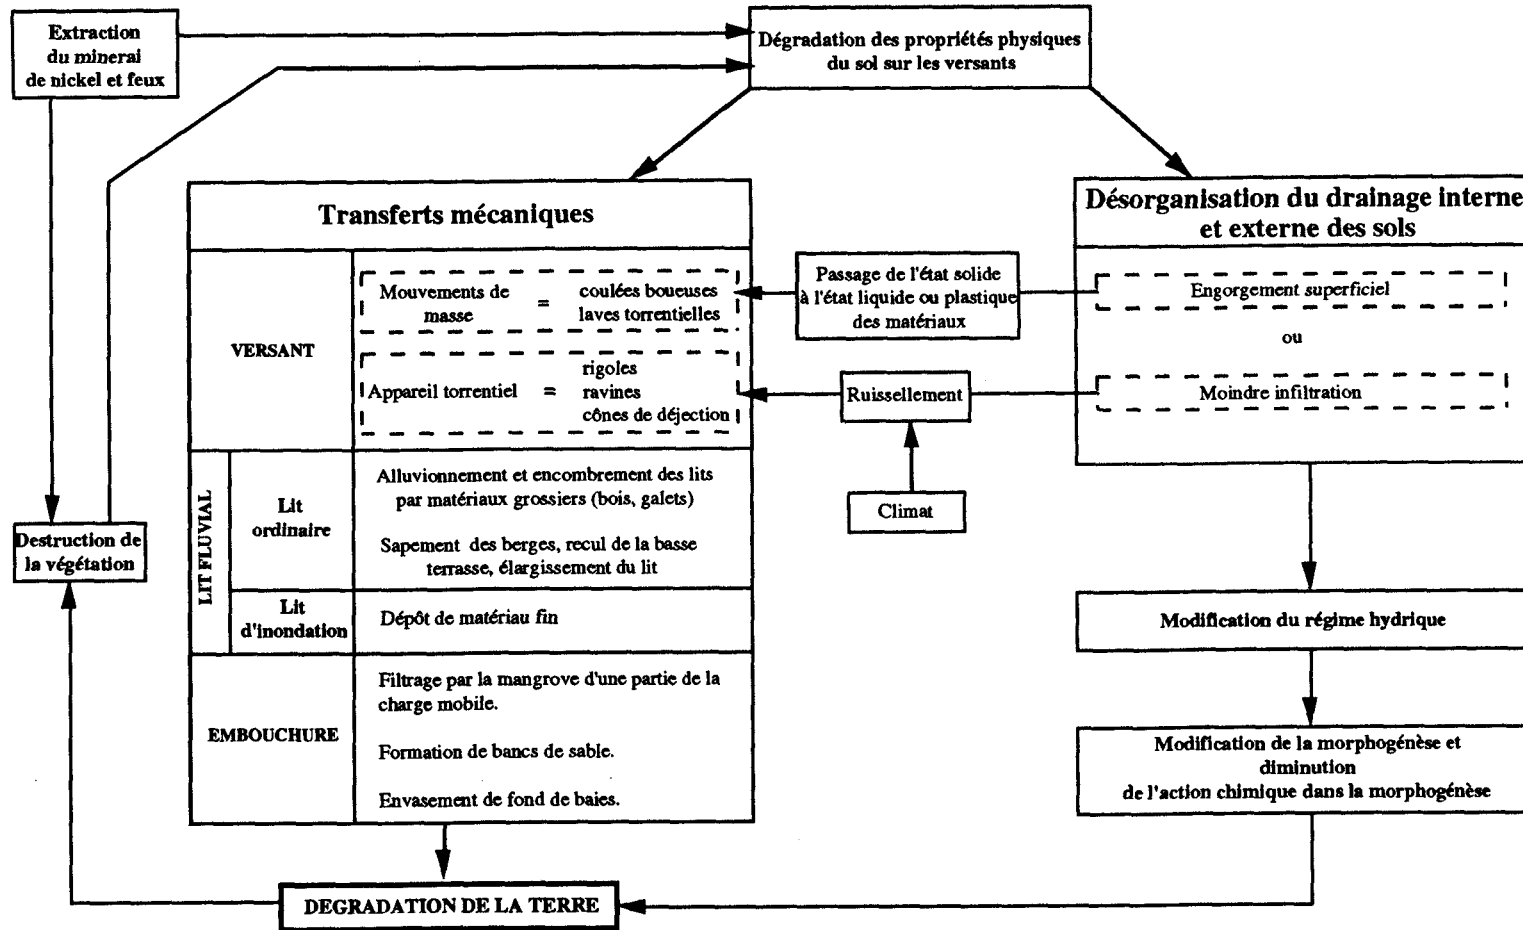 Extraction
du minerai
de nickel et feux
Dégradation des propriétés physiques
du sol sur les versants
Transferts mécaniques
Désorganisation du drainage interne
et externe des sols
VERSANT
Mouvements de
masse
=
coulées boueuses
laves torrentielles
Passage de l'état solide
à l'état liquide ou plastique
des matériaux
Engorgement superficiel
ou
Appareil torrentiel
=
rigoles
ravines
cônes de déjection
Ruissellement
Moindre infiltration
Climat
LIT FLUVIAL
Lit
ordinaire
Alluvionnement et encombrement des lits
par matériaux grossiers (bois, galets)
Sapement des berges, recul de la basse
terrasse, élargissement du lit
Destruction de
la végétation
Lit
d'inondation
Dépôt de matériau fin
Modification du régime hydrique
EMBOUCHURE
Filtrage par la mangrove d'une partie de la
charge mobile.
Formation de bancs de sable.
Envasement de fond de baies.
Modification de la morphogénèse et
diminution
de l'action chimique dans la morphogénèse
DEGRADATION DE LA TERRE